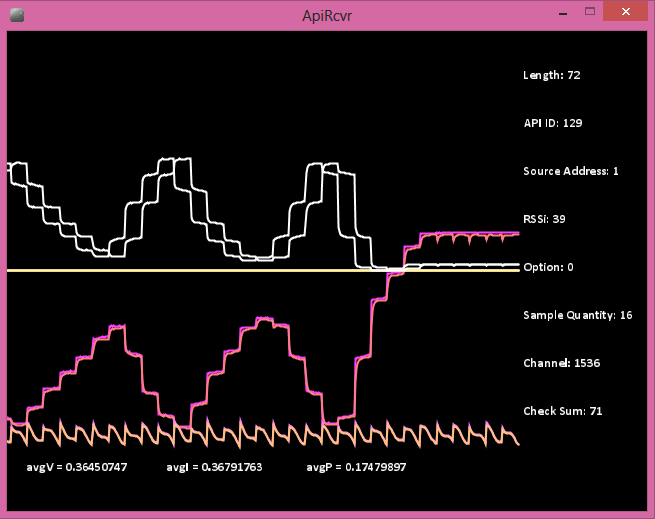 ApiRcvr
Length: 72
API ID: 129
Source Address: 1
RSSi: 39
Option: 0
Sample Quantity: 16
Channel: 1536
Check Sum: 71
avgV = 0.36450747 avgI = 0.36791763 avgP = 0.17479897